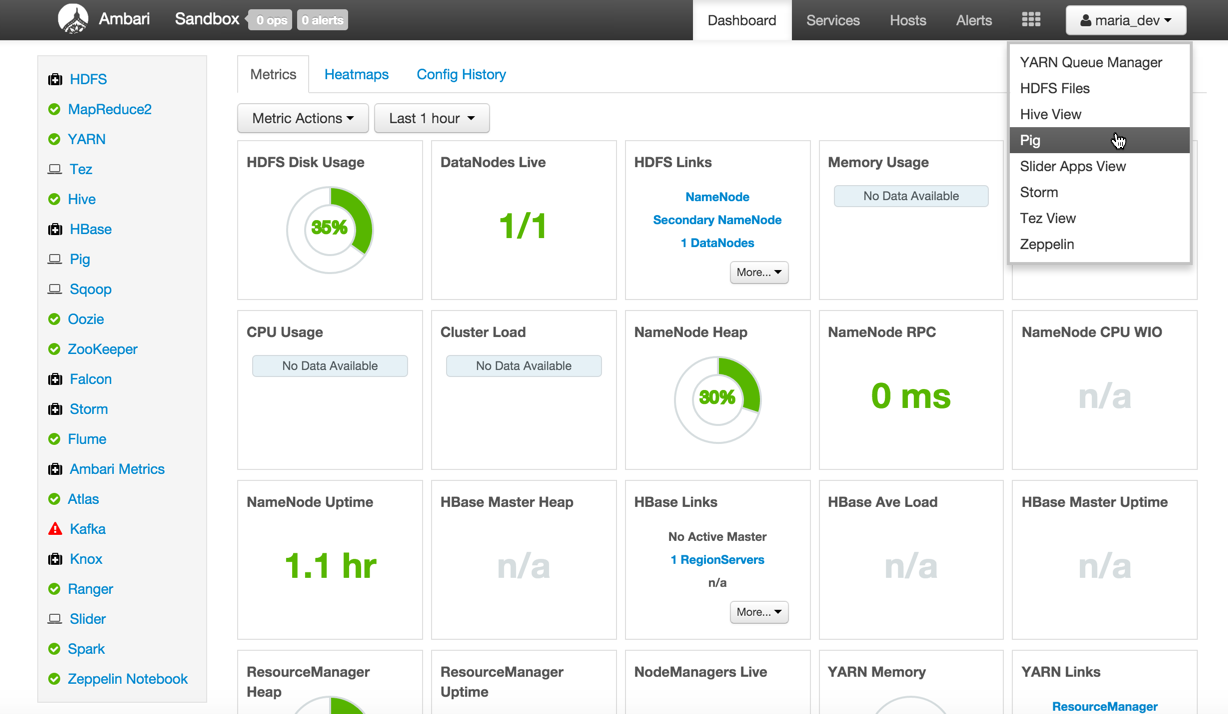 Ambari Sandbox 0 ops 0 alerts Dashboard Services Hosts Alerts maria_dev
YARN Queue Manager
HDFS Files
Hive View
Pig
Slider Apps View
Storm
Tez View
Zeppelin
HDFS
MapReduce2
YARN
Tez
Hive
HBase
Pig
Sqoop
Oozie
ZooKeeper
Falcon
Storm
Flume
Ambari Metrics
Atlas
Kafka
Knox
Ranger
Slider
Spark
Zeppelin Notebook
Metrics Heatmaps Config History
Metric Actions Last 1 hour
HDFS Disk Usage
35%
DataNodes Live
1/1
HDFS Links
NameNode
Secondary NameNode
1 DataNodes
More...
Memory Usage
No Data Available
CPU Usage
No Data Available
Cluster Load
No Data Available
NameNode Heap
30%
NameNode RPC
0 ms
NameNode CPU WIO
n/a
NameNode Uptime
1.1 hr
HBase Master Heap
n/a
HBase Links
No Active Master
1 RegionServers
n/a
More...
HBase Ave Load
n/a
HBase Master Uptime
n/a
ResourceManager
Heap
ResourceManager
Uptime
NodeManagers Live
YARN Memory
YARN Links
ResourceManager